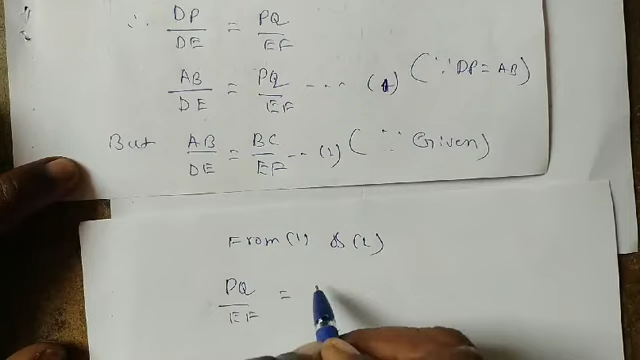 ∴ DP/DE = PQ/EF
AB/DE = PQ/EF ---- (1) (∵ DP = AB)
But AB/DE = BC/EF -- (2) (∵ Given)
From (1) & (2)
PQ/EF =